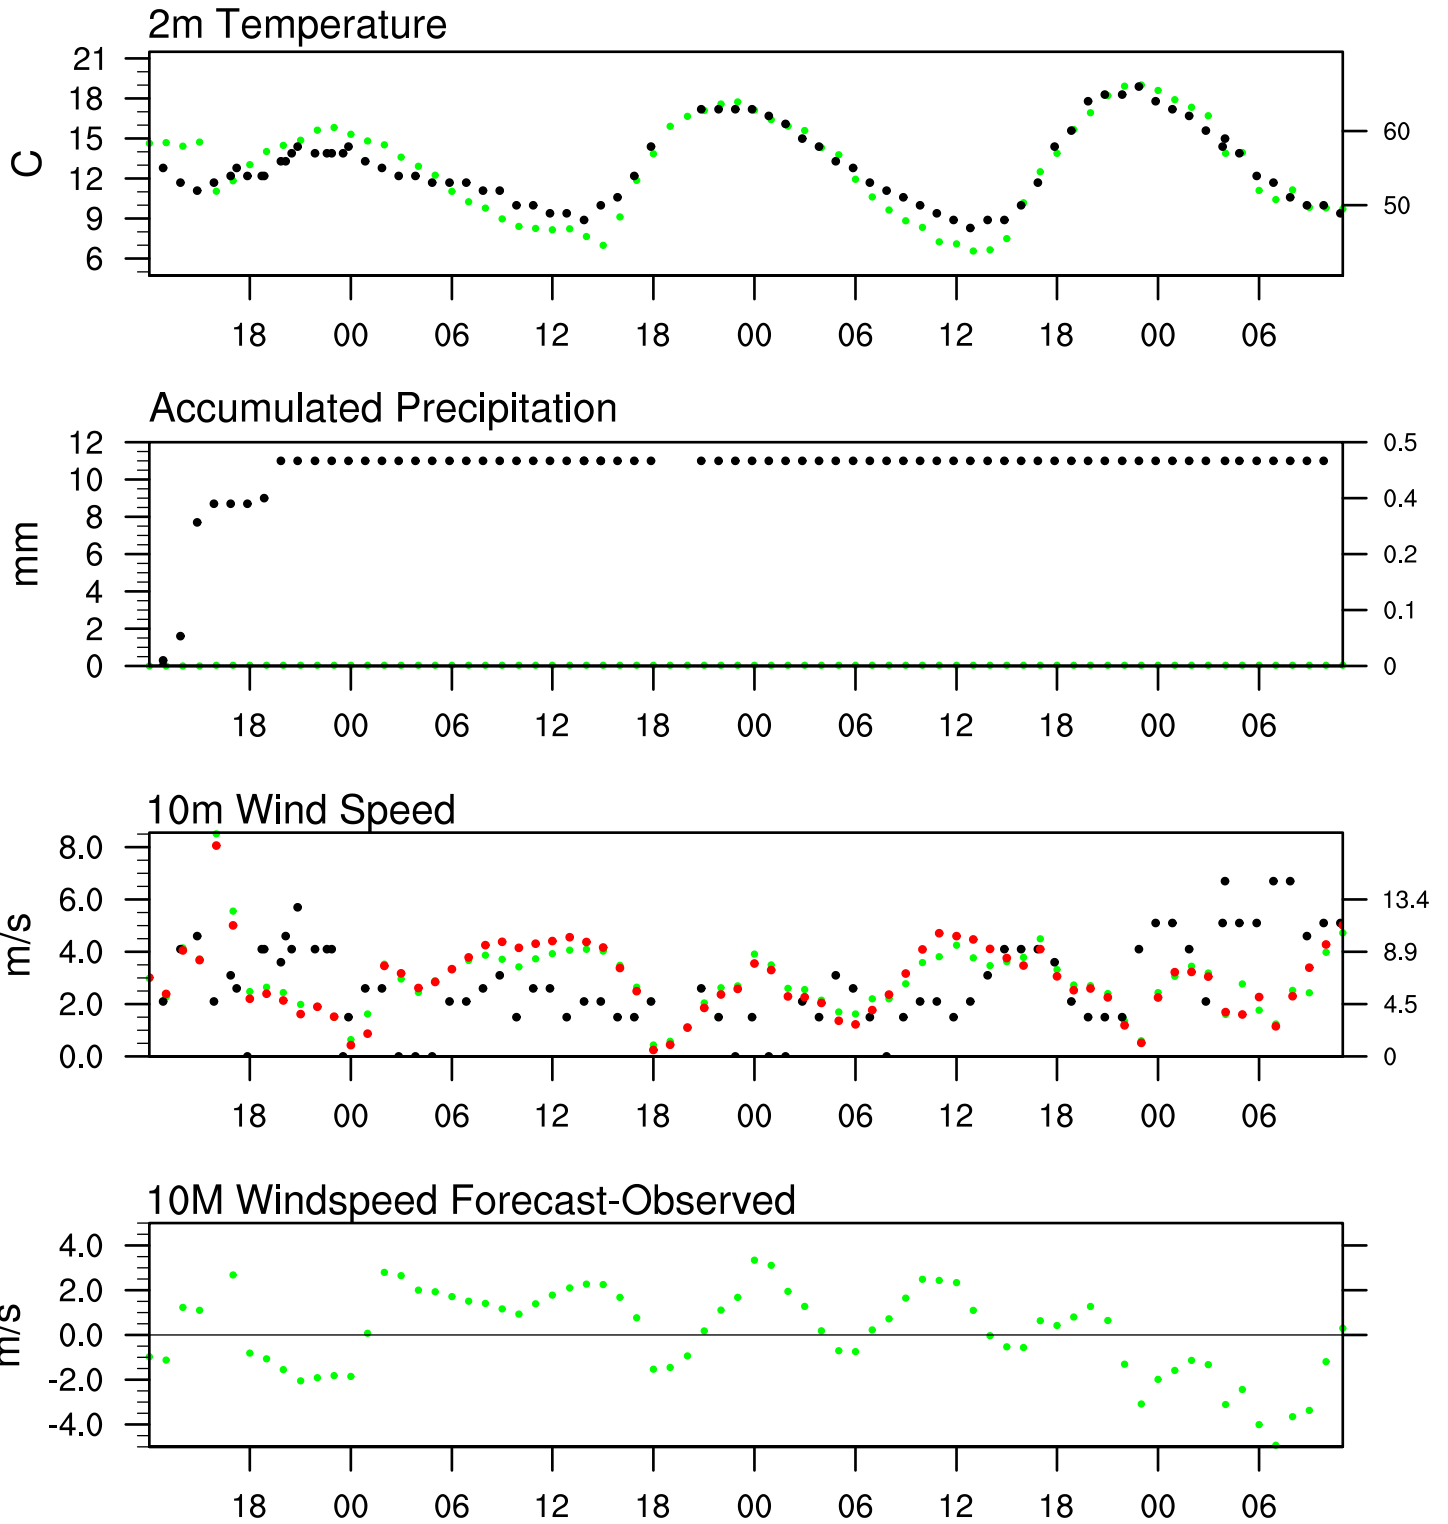 2m Temperature
21
18
15
12
9
6
C
60
50
18 00 06 12 18 00 06 12 18 00 06
Accumulated Precipitation
12
10
8
6
4
2
0
mm
0.5
0.4
0.2
0.1
0
18 00 06 12 18 00 06 12 18 00 06
10m Wind Speed
8.0
6.0
4.0
2.0
0.0
m/s
13.4
8.9
4.5
0
18 00 06 12 18 00 06 12 18 00 06
10M Windspeed Forecast-Observed
4.0
2.0
0.0
-2.0
-4.0
m/s
18 00 06 12 18 00 06 12 18 00 06